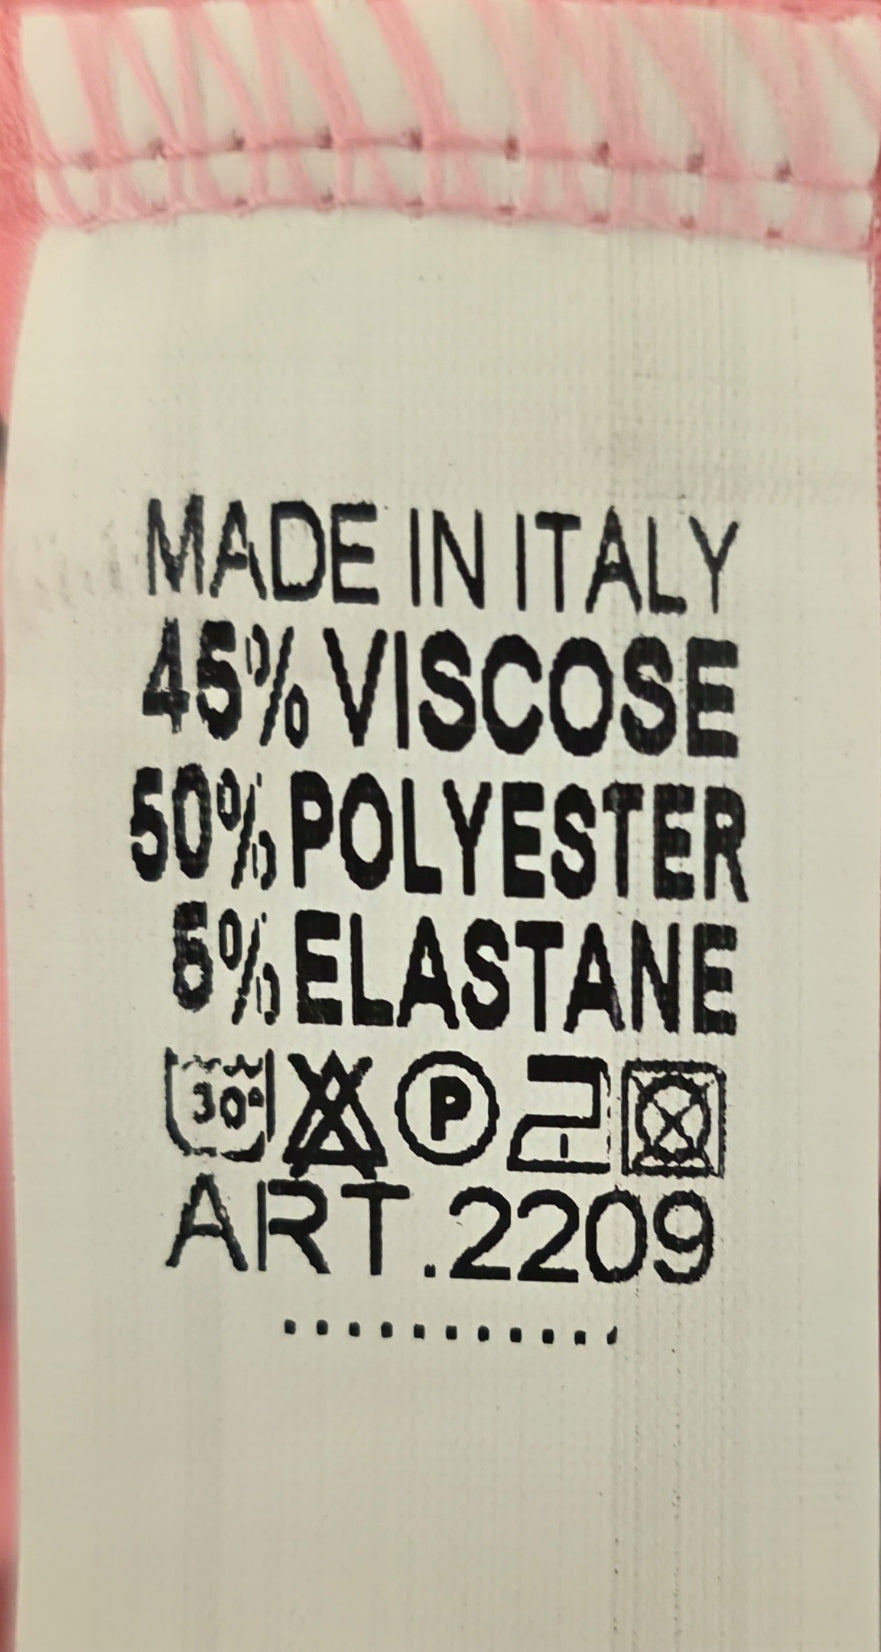 MADE IN ITALY
45% VISCOSE
50% POLYESTER
5% ELASTANE
30° P
ART.2209
...........